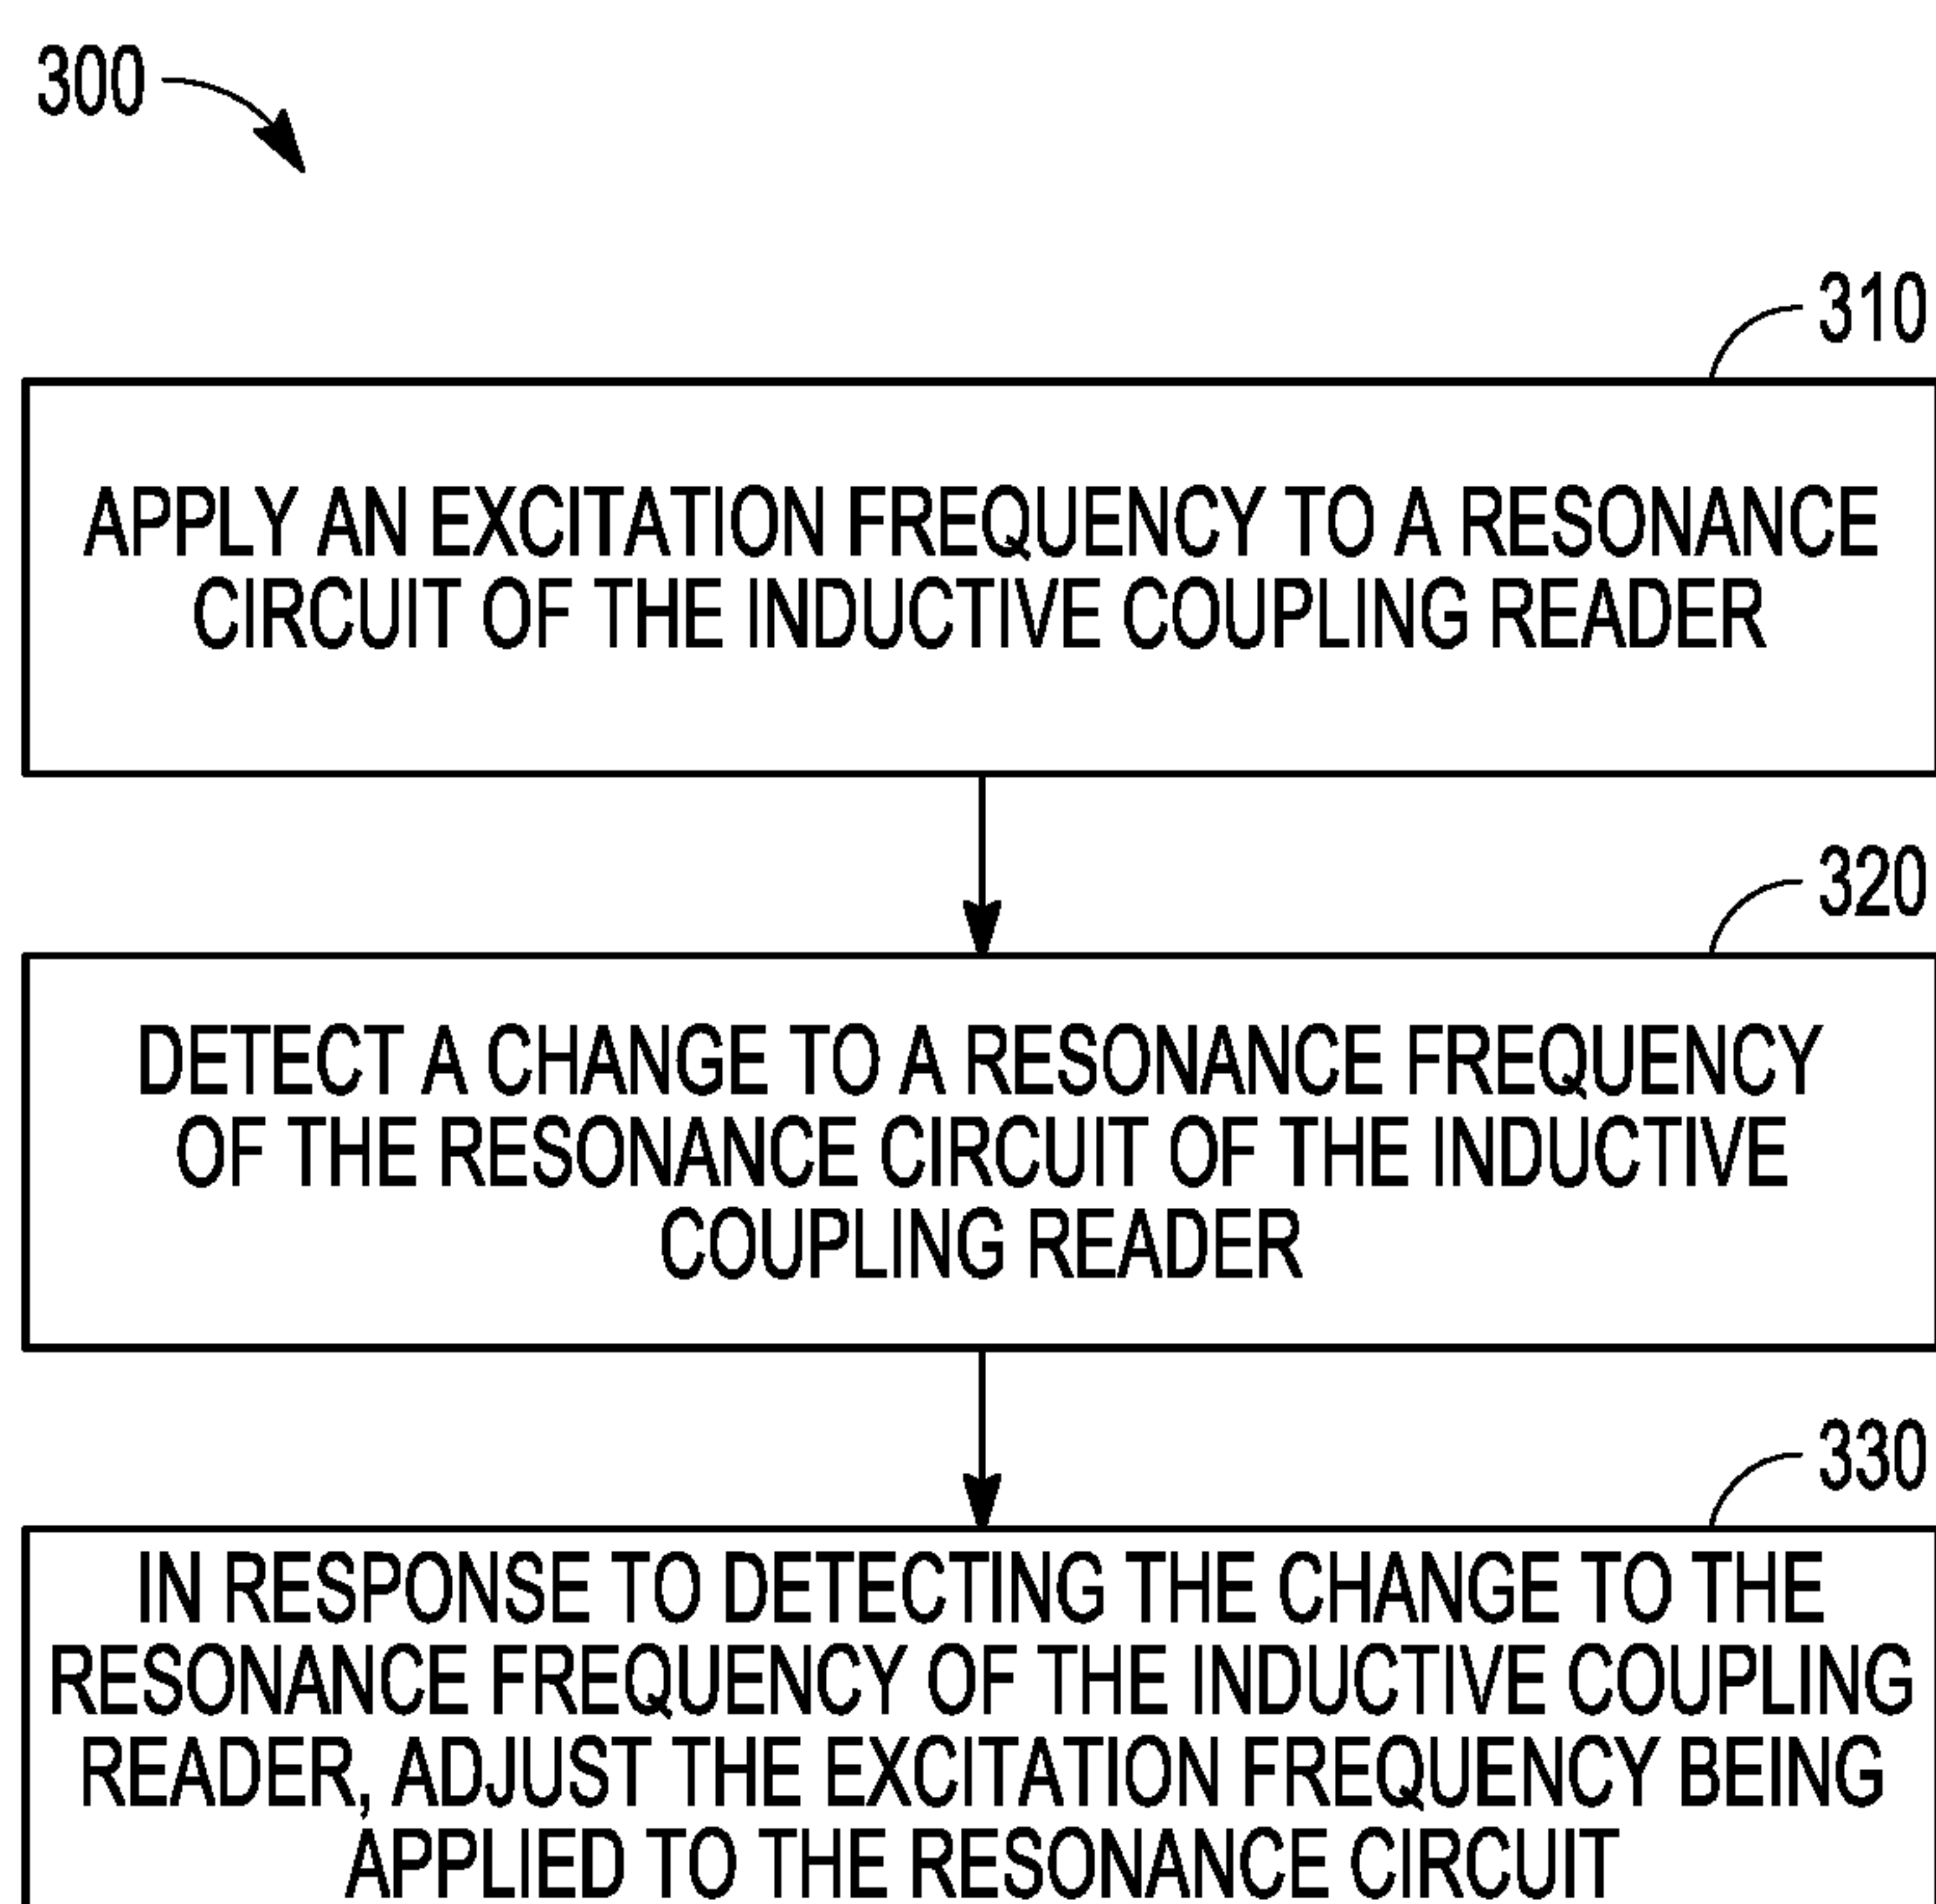 300
310
APPLY AN EXCITATION FREQUENCY TO A RESONANCE
CIRCUIT OF THE INDUCTIVE COUPLING READER
320
DETECT A CHANGE TO A RESONANCE FREQUENCY
OF THE RESONANCE CIRCUIT OF THE INDUCTIVE
COUPLING READER
330
IN RESPONSE TO DETECTING THE CHANGE TO THE
RESONANCE FREQUENCY OF THE INDUCTIVE COUPLING
READER, ADJUST THE EXCITATION FREQUENCY BEING
APPLIED TO THE RESONANCE CIRCUIT